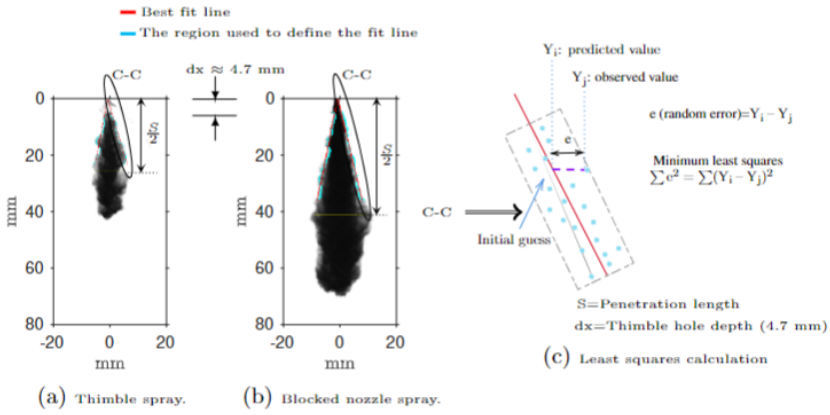 Best fit line
The region used to define the fit line
C-C
dx ≈ 4.7 mm
C-C
0
20
40
60
80
mm
-20 0 20
mm
0
20
40
60
80
mm
-20 0 20
mm
(a) Thimble spray.
(b) Blocked nozzle spray.
Yi: predicted value
Yj: observed value
e (random error)=Yi − Yj
e
Minimum least squares
∑e² = ∑(Yi − Yj)²
C-C
Initial guess
S=Penetration length
dx=Thimble hole depth (4.7 mm)
(c) Least squares calculation